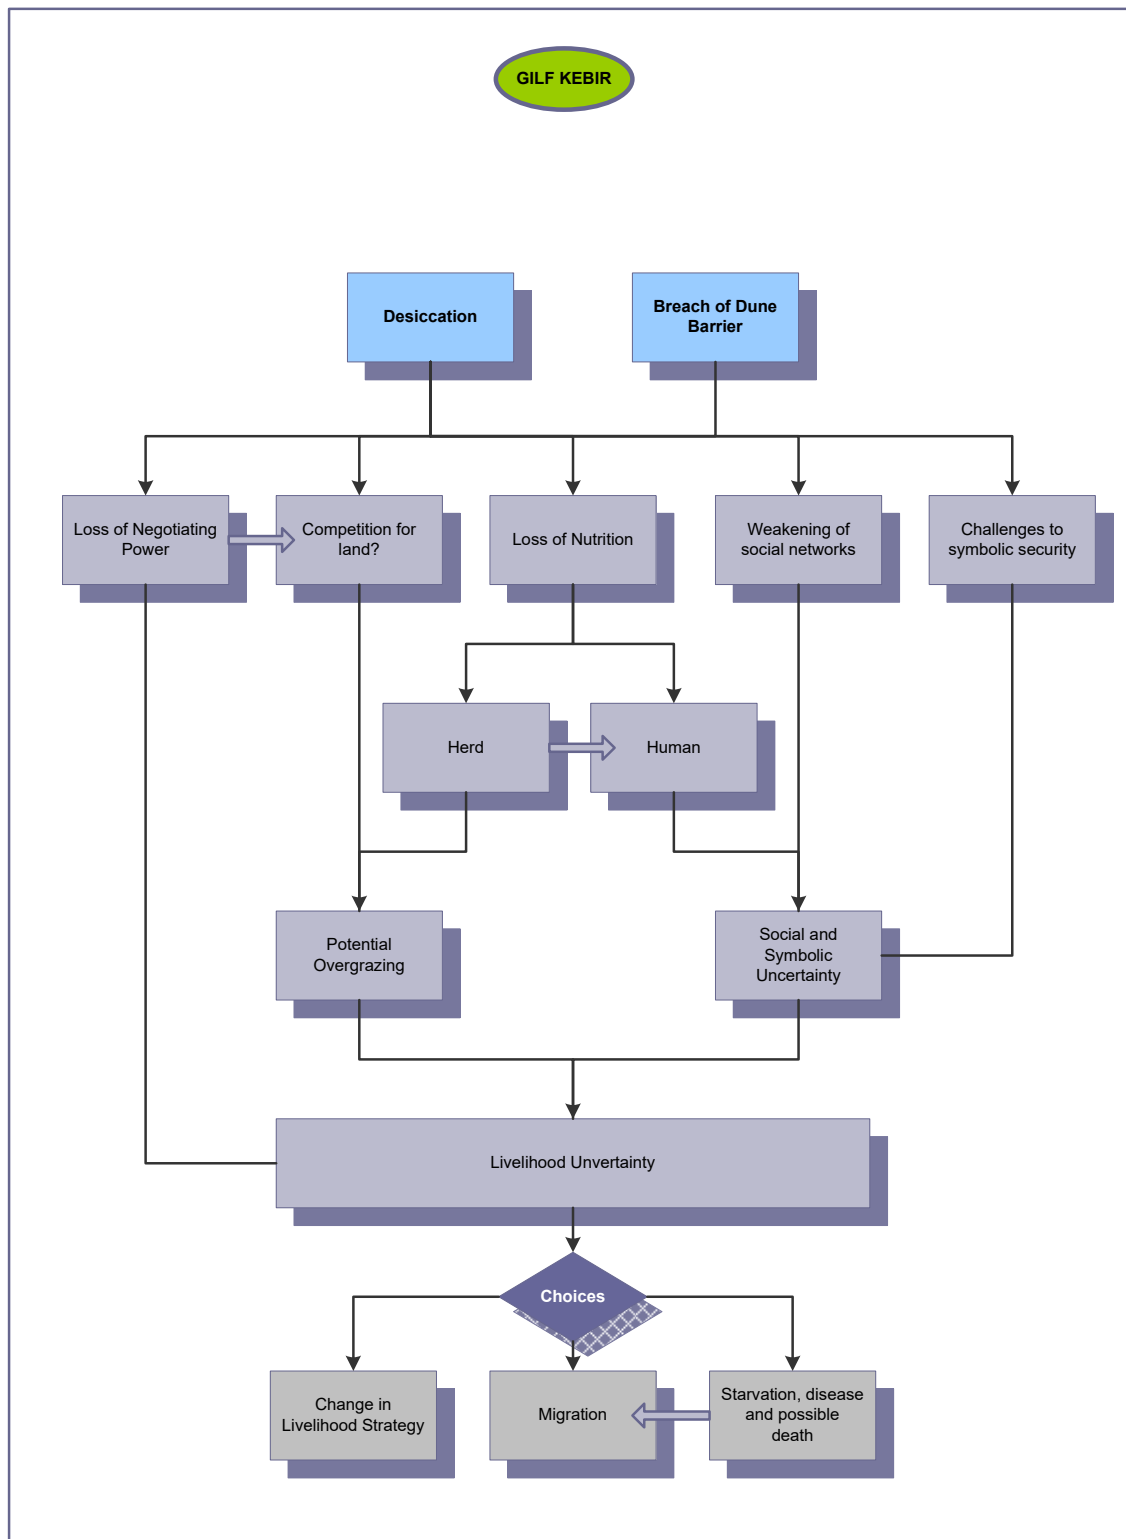 GILF KEBIR
Desiccation
Breach of Dune
Barrier
Loss of Negotiating
Power
Competition for
land?
Loss of Nutrition
Weakening of
social networks
Challenges to
symbolic security
Herd
Human
Potential
Overgrazing
Social and
Symbolic
Uncertainty
Livelihood Unvertainty
Choices
Change in
Livelihood Strategy
Migration
Starvation, disease
and possible
death